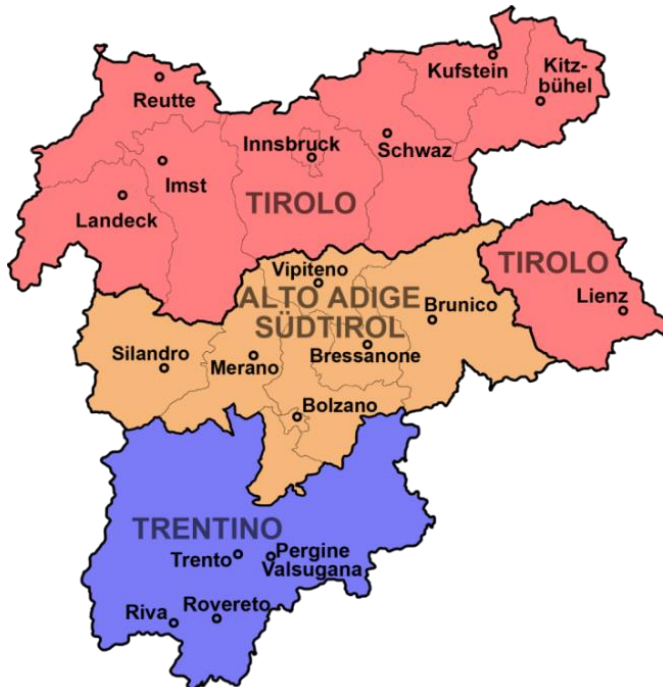 Kufstein
Kitz-
bühel
Reutte
Innsbruck
Schwaz
Imst
Landeck
TIROLO
TIROLO
Lienz
Vipiteno
ALTO ADIGE
SÜDTIROL
Brunico
Silandro
Merano
Bressanone
Bolzano
TRENTINO
Trento
Pergine
Valsugana
Riva
Rovereto